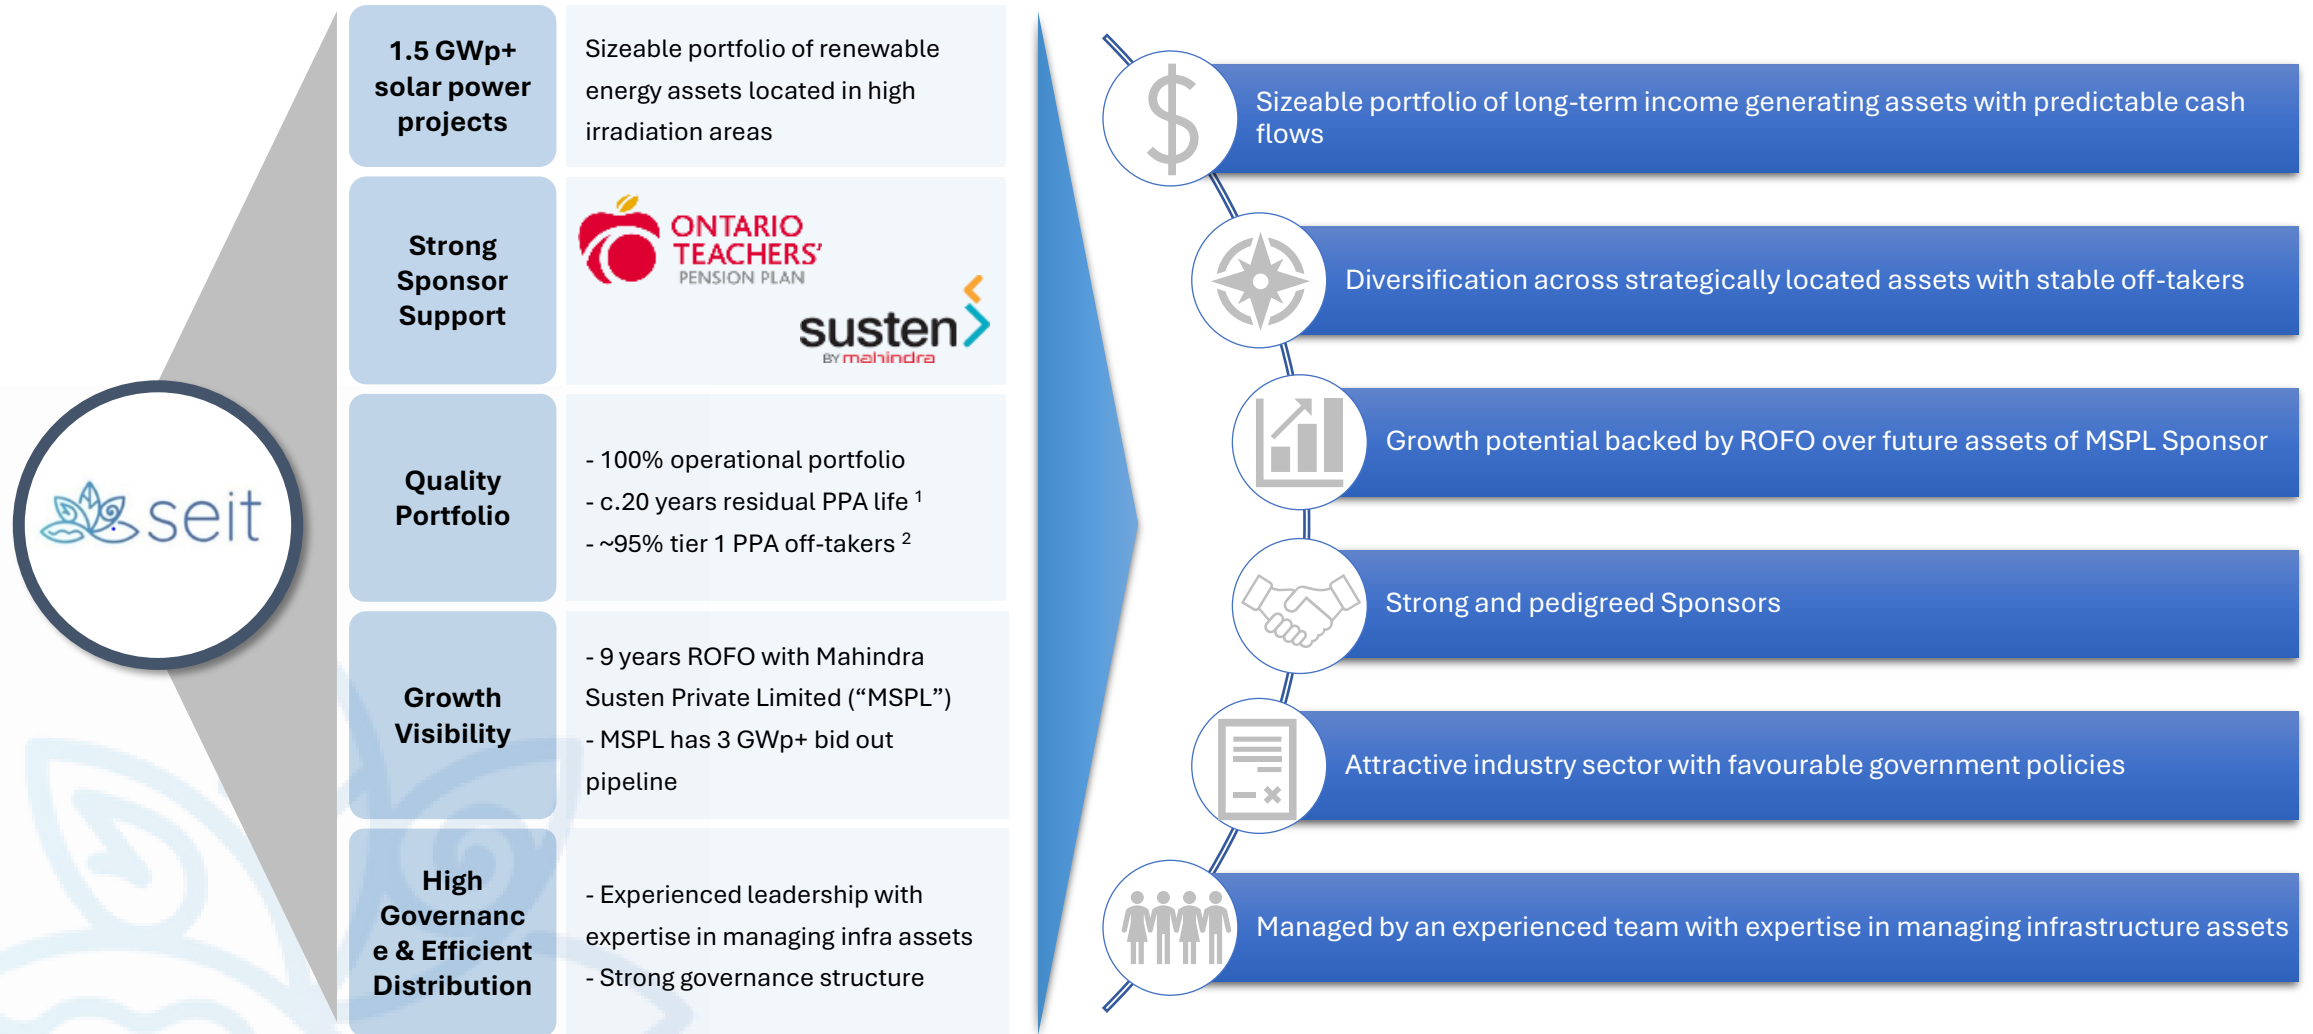 seit
1.5 GWp+
solar power
projects
Sizeable portfolio of renewable
energy assets located in high
irradiation areas
Strong
Sponsor
Support
ONTARIO
TEACHERS'
PENSION PLAN
susten
BY mahindra
Quality
Portfolio
- 100% operational portfolio
- c.20 years residual PPA life 1
- ~95% tier 1 PPA off-takers 2
Growth
Visibility
- 9 years ROFO with Mahindra
Susten Private Limited (“MSPL”)
- MSPL has 3 GWp+ bid out
pipeline
High
Governanc
e & Efficient
Distribution
- Experienced leadership with
expertise in managing infra assets
- Strong governance structure
Sizeable portfolio of long-term income generating assets with predictable cash
flows
Diversification across strategically located assets with stable off-takers
Growth potential backed by ROFO over future assets of MSPL Sponsor
Strong and pedigreed Sponsors
Attractive industry sector with favourable government policies
Managed by an experienced team with expertise in managing infrastructure assets